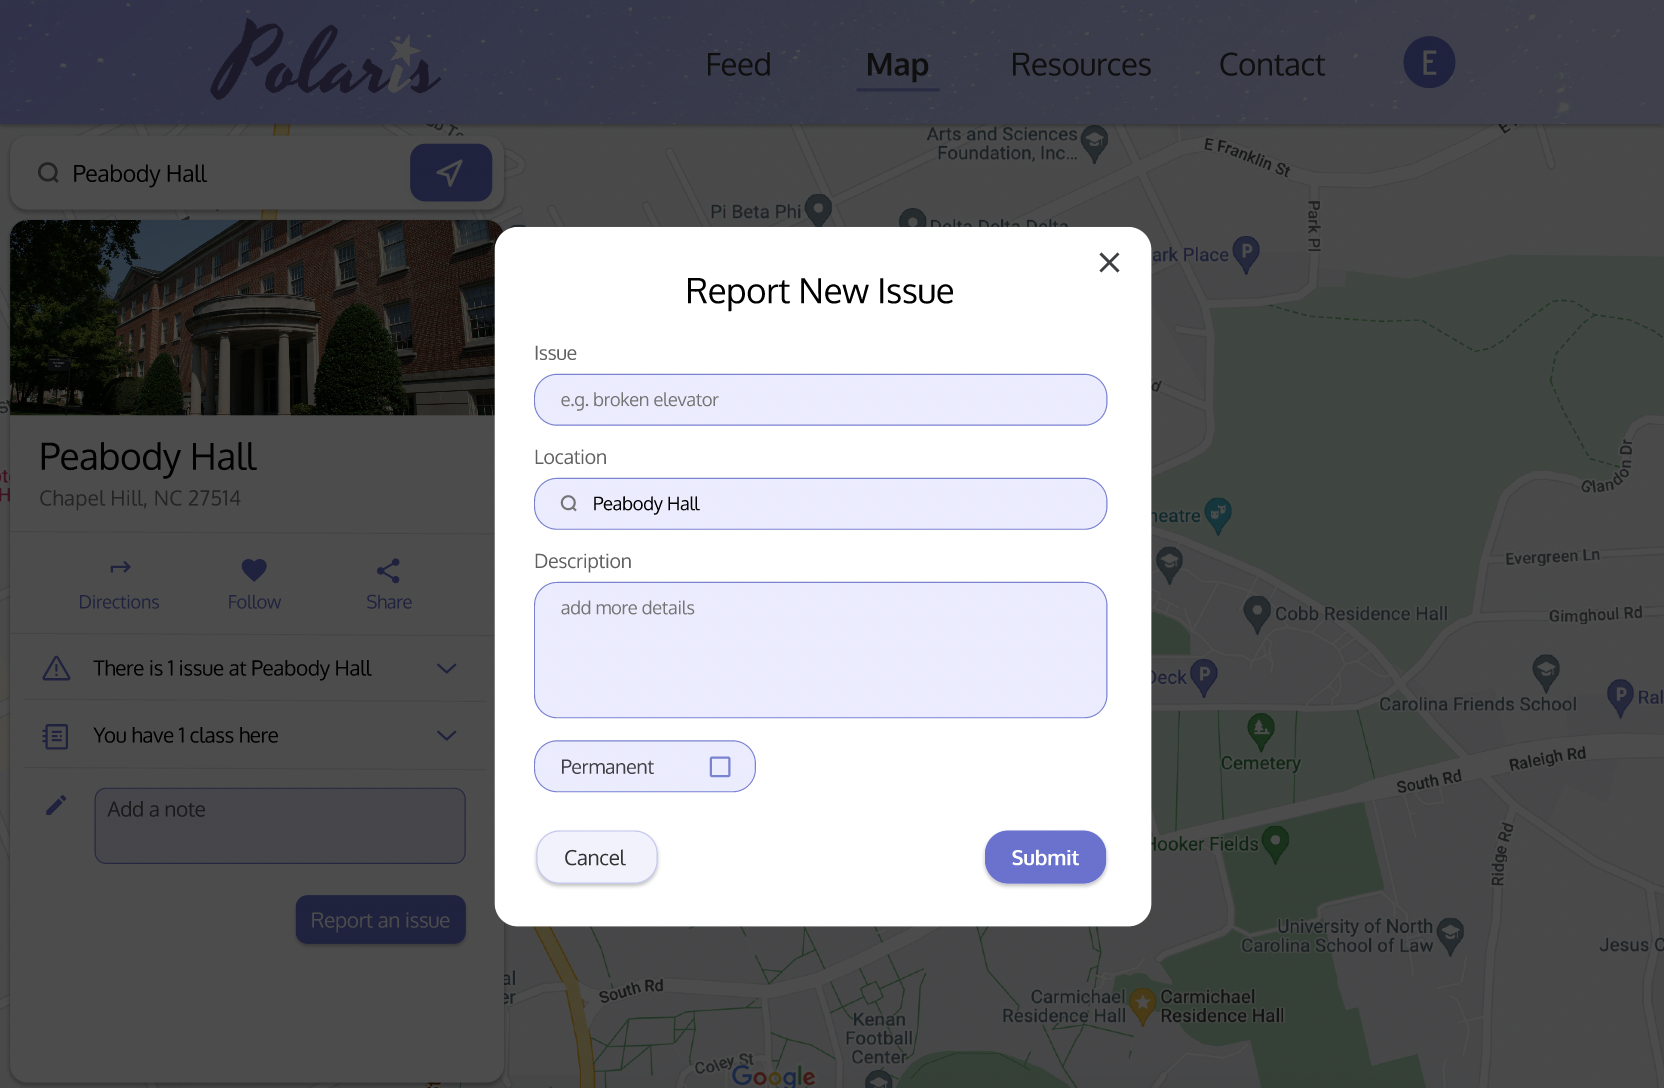 Polaris
Feed
Map
Resources
Contact
E
Peabody Hall
Peabody Hall
Chapel Hill, NC 27514
Directions
Follow
Share
There is 1 issue at Peabody Hall
You have 1 class here
Add a note
Report an issue
Report New Issue
Issue
e.g. broken elevator
Location
Peabody Hall
Description
add more details
Permanent
Cancel
Submit
Arts and Sciences
Foundation, Inc...
E Franklin St
Pi Beta Phi
Delta Delta Delta
Park Pl
ark Place
P
Glandon Dr
heatre
Evergreen Ln
Cobb Residence Hall
Gimghoul Rd
Deck
P
Carolina Friends School
P
Ral
Cemetery
South Rd
Raleigh Rd
Hooker Fields
Ridge Rd
University of North
Carolina School of Law
Jesus C
South Rd
Carmichael
Residence Hall
Carmichael
Residence Hall
Kenan
Football
Center
Coley St
Google